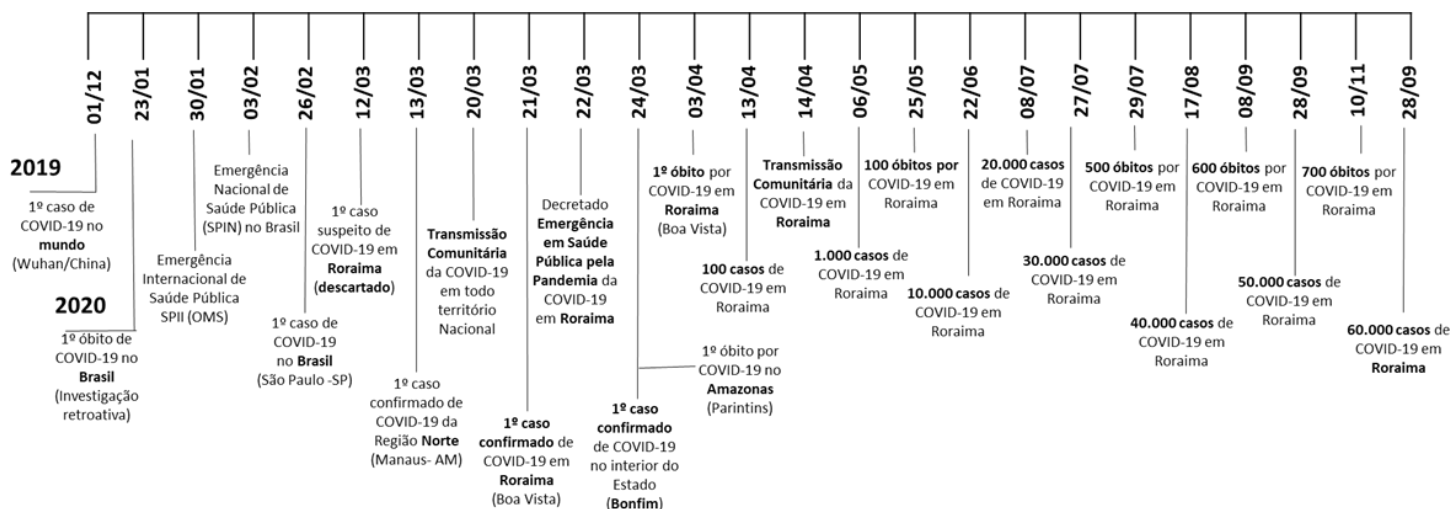 01/12
23/01
30/01
03/02
26/02
12/03
13/03
20/03
21/03
22/03
24/03
03/04
13/04
14/04
06/05
25/05
22/06
08/07
27/07
29/07
17/08
08/09
28/09
10/11
28/09
2019
1º caso de
COVID-19 no
mundo
(Wuhan/China)
2020
1º óbito de
COVID-19 no
Brasil
(Investigação
retroativa)
Emergência
Internacional de
Saúde Pública
SPII (OMS)
Emergência
Nacional de
Saúde Pública
(SPIN) no Brasil
1º caso de
COVID-19
no Brasil
(São Paulo -SP)
1º caso
suspeito de
COVID-19 em
Roraima
(descartado)
1º caso
confirmado de
COVID-19 da
Região Norte
(Manaus- AM)
Transmissão
Comunitária
da COVID-19
em todo
território
Nacional
1º caso
confirmado de
COVID-19 em
Roraima
(Boa Vista)
Decretado
Emergência
em Saúde
Pública pela
Pandemia da
COVID-19
em Roraima
1º caso
confirmado
de COVID-19
no interior do
Estado
(Bonfim)
1º óbito por
COVID-19 no
Amazonas
(Parintins)
1º óbito por
COVID-19 em
Roraima
(Boa Vista)
100 casos de
COVID-19 em
Roraima
Transmissão
Comunitária da
COVID-19 em
Roraima
1.000 casos de
COVID-19 em
Roraima
100 óbitos por
COVID-19 em
Roraima
10.000 casos de
COVID-19 em
Roraima
20.000 casos
de COVID-19
em Roraima
30.000 casos de
COVID-19 em
Roraima
500 óbitos por
COVID-19 em
Roraima
40.000 casos de
COVID-19 em
Roraima
600 óbitos por
COVID-19 em
Roraima
50.000 casos de
COVID-19 em
Roraima
700 óbitos por
COVID-19 em
Roraima
60.000 casos de
COVID-19 em
Roraima